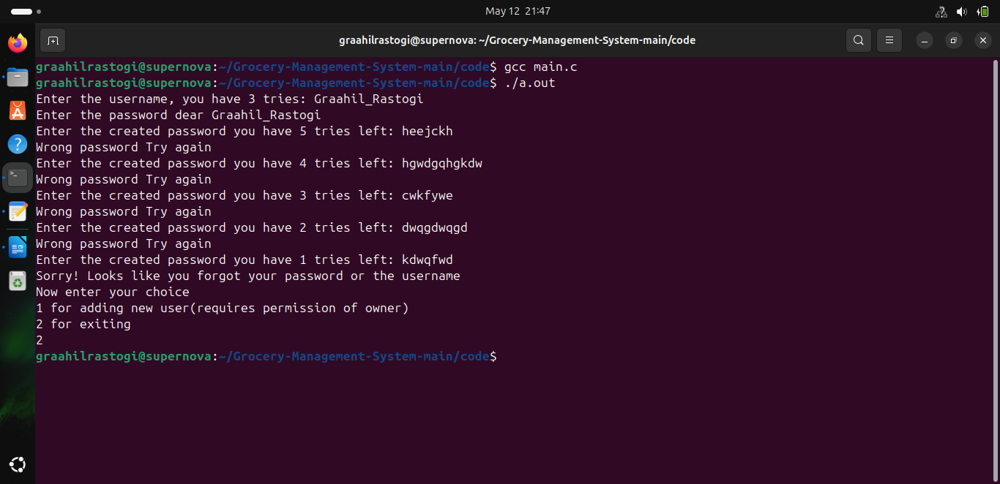 May 12 21:47
graahilrastogi@supernova: ~/Grocery-Management-System-main/code
graahilrastogi@supernova:~/Grocery-Management-System-main/code$ gcc main.c
graahilrastogi@supernova:~/Grocery-Management-System-main/code$ ./a.out
Enter the username, you have 3 tries: Graahil_Rastogi
Enter the password dear Graahil_Rastogi
Enter the created password you have 5 tries left: heejckh
Wrong password Try again
Enter the created password you have 4 tries left: hgwdgqhgkdw
Wrong password Try again
Enter the created password you have 3 tries left: cwkfywe
Wrong password Try again
Enter the created password you have 2 tries left: dwqgdwqgd
Wrong password Try again
Enter the created password you have 1 tries left: kdwqfwd
Sorry! Looks like you forgot your password or the username
Now enter your choice
1 for adding new user(requires permission of owner)
2 for exiting
2
graahilrastogi@supernova:~/Grocery-Management-System-main/code$